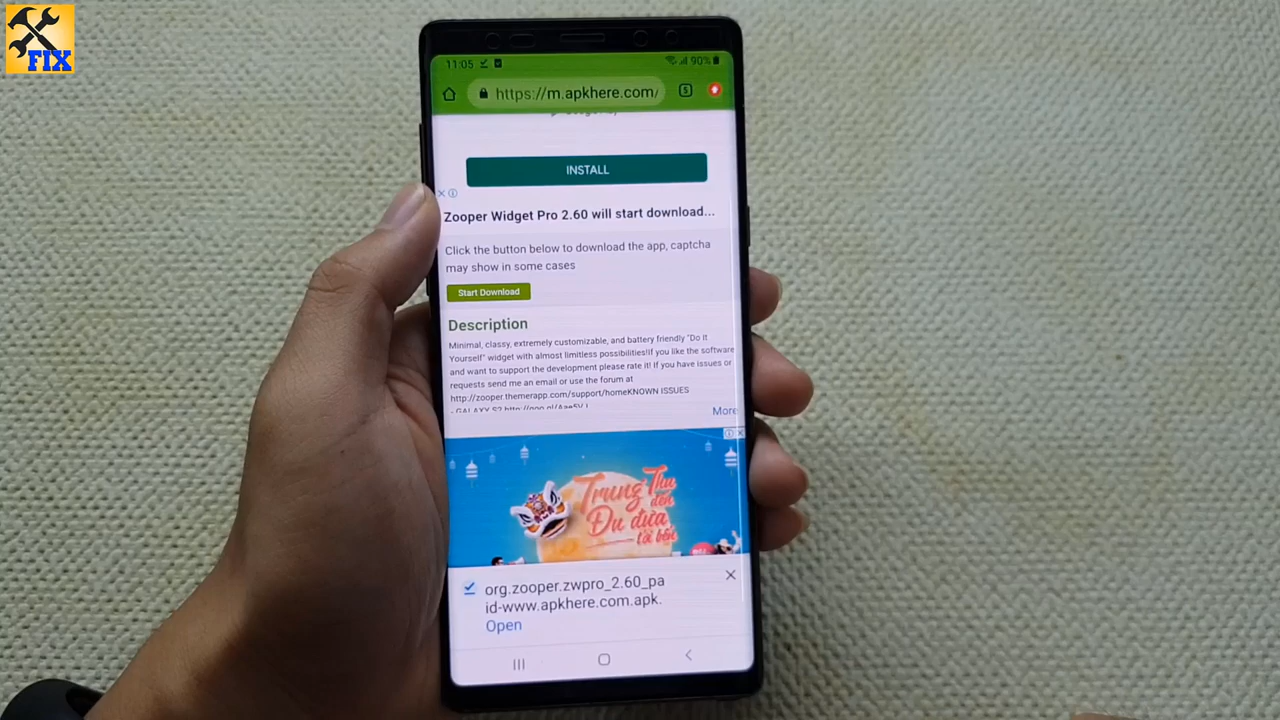 FIX
11:05
90%
https://m.apkhere.com/
5
INSTALL
Zooper Widget Pro 2.60 will start download...
Click the button below to download the app, captcha
may show in some cases
Start Download
Description
Minimal, classy, extremely customizable, and battery friendly "Do It
Yourself" widget with almost limitless possibilities!If you like the software
and want to support the development please rate it! If you have issues or
requests send me an email or use the forum at
http://zooper.themerapp.com/support/homeKNOWN ISSUES
- GALAXY S2
More
Trung Thu
đến
Đu đưa
tới bến
org.zooper.zwpro_2.60_pa
id-www.apkhere.com.apk.
Open